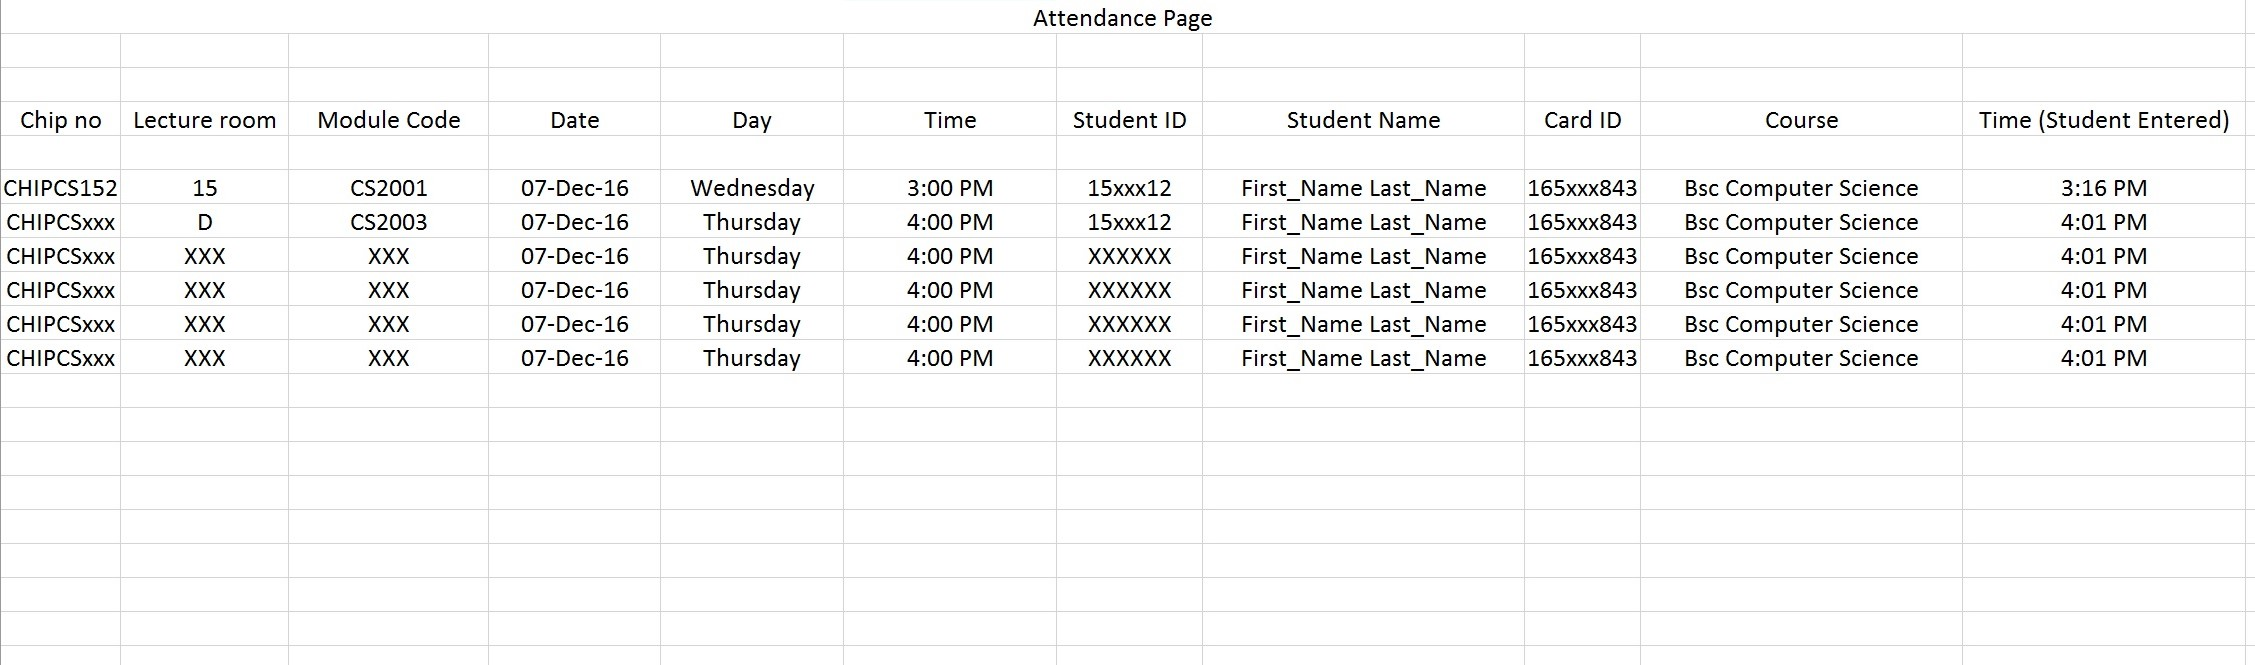 Attendance Page
Chip no Lecture room Module Code Date Day Time Student ID Student Name Card ID Course Time (Student Entered)
CHIPCS152 15 CS2001 07-Dec-16 Wednesday 3:00 PM 15xxx12 First_Name Last_Name 165xxx843 Bsc Computer Science 3:16 PM
CHIPCSxxx D CS2003 07-Dec-16 Thursday 4:00 PM 15xxx12 First_Name Last_Name 165xxx843 Bsc Computer Science 4:01 PM
CHIPCSxxx XXX XXX 07-Dec-16 Thursday 4:00 PM XXXXXX First_Name Last_Name 165xxx843 Bsc Computer Science 4:01 PM
CHIPCSxxx XXX XXX 07-Dec-16 Thursday 4:00 PM XXXXXX First_Name Last_Name 165xxx843 Bsc Computer Science 4:01 PM
CHIPCSxxx XXX XXX 07-Dec-16 Thursday 4:00 PM XXXXXX First_Name Last_Name 165xxx843 Bsc Computer Science 4:01 PM
CHIPCSxxx XXX XXX 07-Dec-16 Thursday 4:00 PM XXXXXX First_Name Last_Name 165xxx843 Bsc Computer Science 4:01 PM